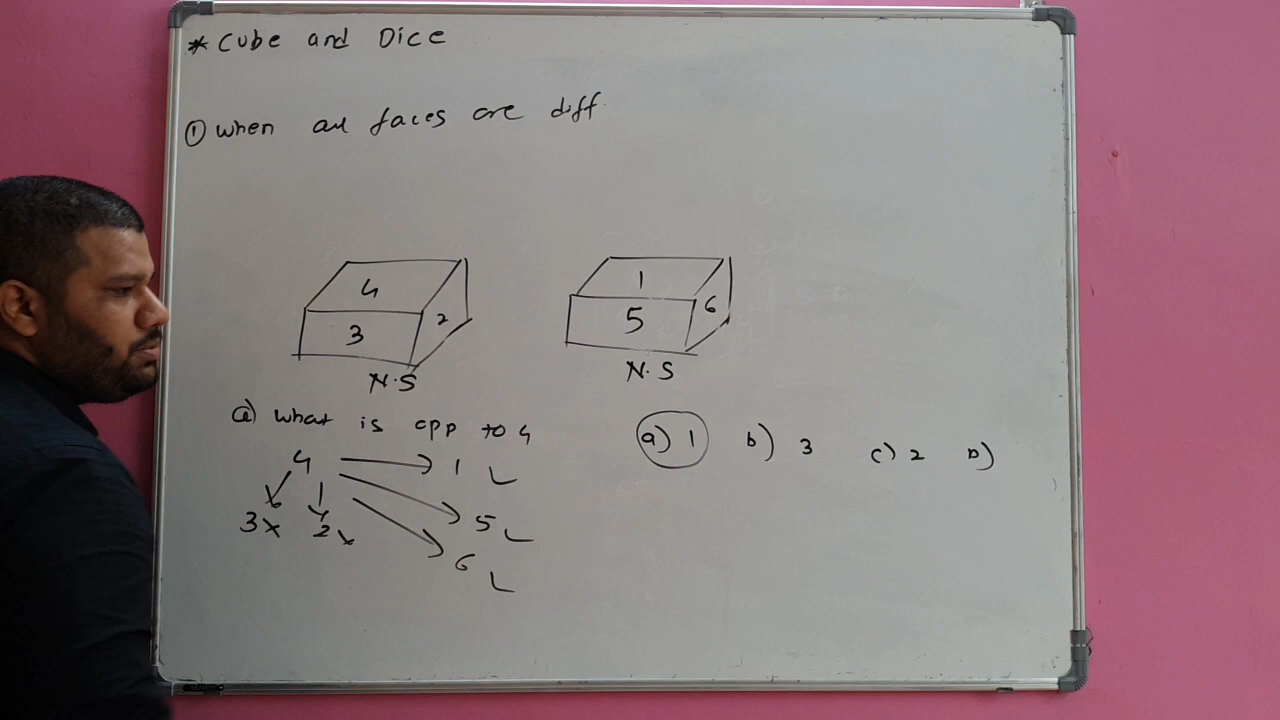 * Cube and Dice
① when all faces are diff.
4
3
2
N.S
1
5
6
N.S
Q) What is opp to 4
a) 1 b) 3 c) 2 D)
4 → 1
3 x 2 x
5
6